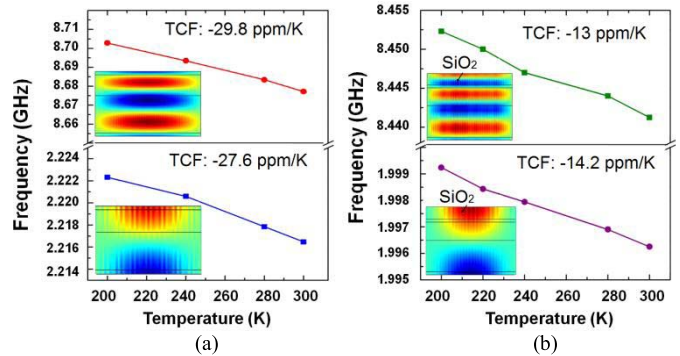 TCF: -29.8 ppm/K
8.71
8.70
8.69
8.68
8.67
8.66
TCF: -27.6 ppm/K
2.224
2.222
2.220
2.218
2.216
2.214
Frequency (GHz)
200 220 240 260 280 300
Temperature (K)
(a)
TCF: -13 ppm/K
SiO2
8.455
8.450
8.445
8.440
TCF: -14.2 ppm/K
SiO2
1.999
1.998
1.997
1.996
1.995
Frequency (GHz)
200 220 240 260 280 300
Temperature (K)
(b)